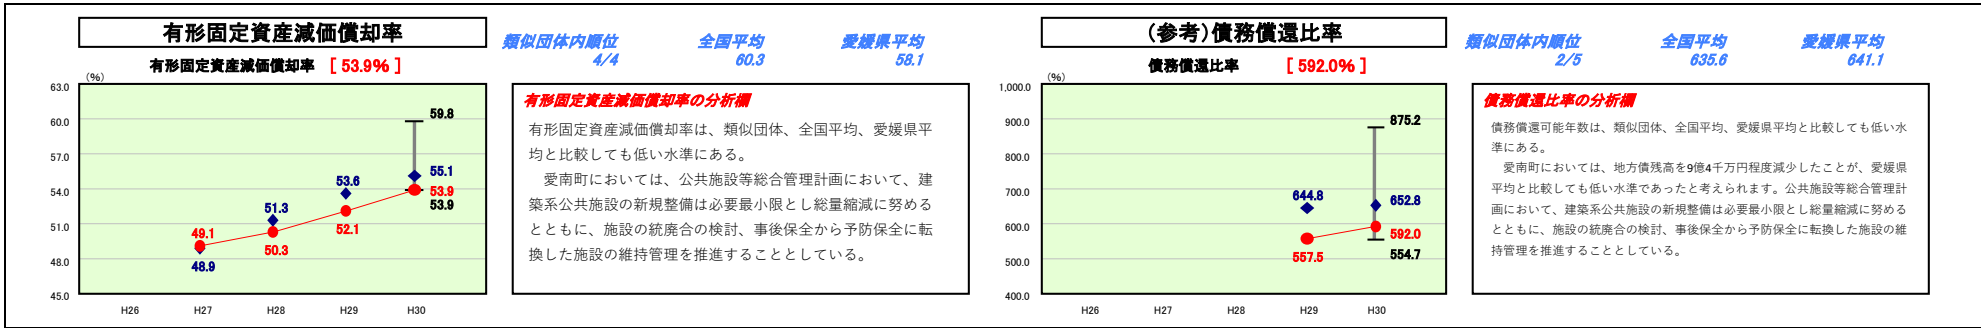 有形固定資産減価償却率
有形固定資産減価償却率 [ 53.9% ]
類似団体内順位
4/4
全国平均
60.3
愛媛県平均
58.1
(%)
63.0
60.0
57.0
54.0
51.0
48.0
45.0
49.1
48.9
51.3
50.3
53.6
52.1
59.8
55.1
53.9
53.9
H26 H27 H28 H29 H30
有形固定資産減価償却率の分析欄
有形固定資産減価償却率は、類似団体、全国平均、愛媛県平
均と比較しても低い水準にある。
愛南町においては、公共施設等総合管理計画において、建
築系公共施設の新規整備は必要最小限とし総量縮減に努める
とともに、施設の統廃合の検討、事後保全から予防保全に転
換した施設の維持管理を推進することとしている。
(参考)債務償還比率
債務償還比率 [ 592.0% ]
類似団体内順位
2/5
全国平均
635.6
愛媛県平均
641.1
(%)
1,000.0
900.0
800.0
700.0
600.0
500.0
400.0
644.8
557.5
875.2
652.8
592.0
554.7
H26 H27 H28 H29 H30
債務償還比率の分析欄
債務償還可能年数は、類似団体、全国平均、愛媛県平均と比較しても低い水
準にある。
愛南町においては、地方債残高を9億4千万円程度減少したことが、愛媛県
平均と比較しても低い水準であったと考えられます。公共施設等総合管理計
画において、建築系公共施設の新規整備は必要最小限とし総量縮減に努める
とともに、施設の統廃合の検討、事後保全から予防保全に転換した施設の維
持管理を推進することとしている。